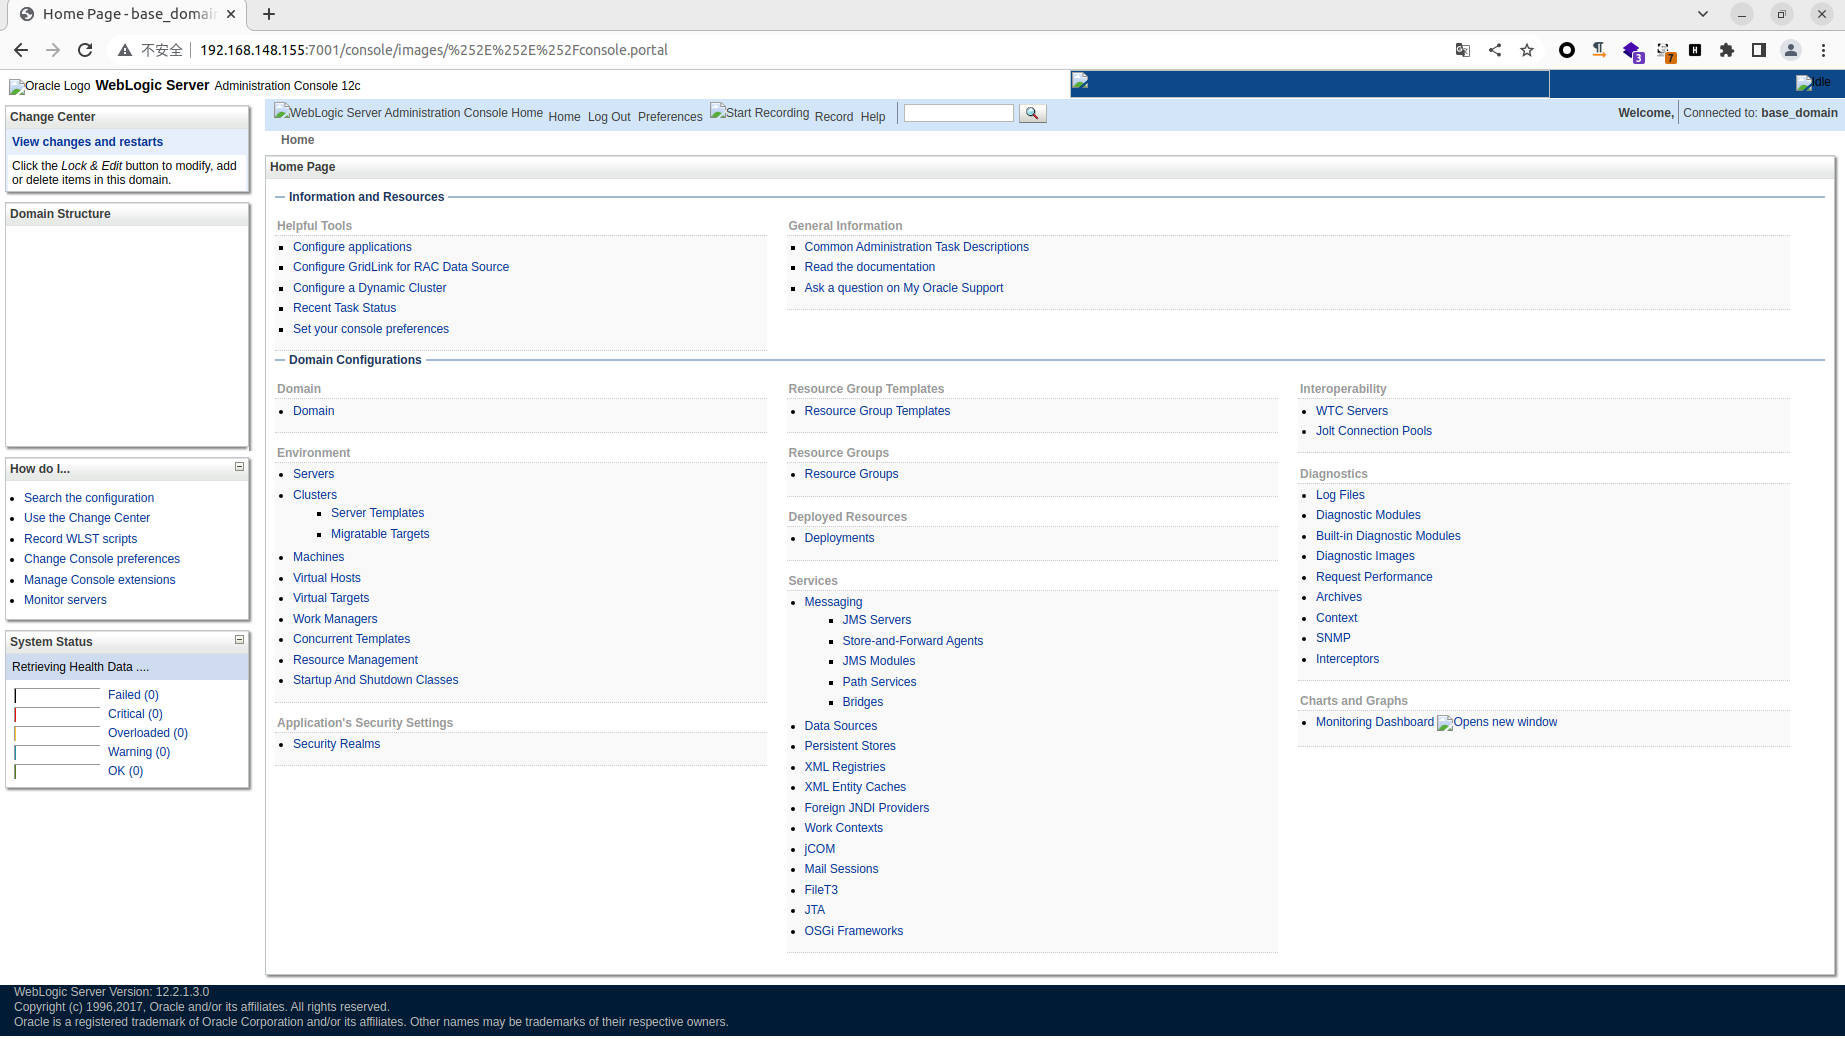 Home Page - base_domain
不安全 192.168.148.155:7001/console/images/%252E%252E%252Fconsole.portal
3
7
Oracle Logo WebLogic Server Administration Console 12c
Idle
Change Center
View changes and restarts
Click the Lock & Edit button to modify, add
or delete items in this domain.
Domain Structure
How do I...
Search the configuration
Use the Change Center
Record WLST scripts
Change Console preferences
Manage Console extensions
Monitor servers
System Status
Retrieving Health Data ....
Failed (0)
Critical (0)
Overloaded (0)
Warning (0)
OK (0)
WebLogic Server Administration Console Home Home Log Out Preferences Start Recording Record Help
Welcome, Connected to: base_domain
Home
Home Page
Information and Resources
Helpful Tools
Configure applications
Configure GridLink for RAC Data Source
Configure a Dynamic Cluster
Recent Task Status
Set your console preferences
General Information
Common Administration Task Descriptions
Read the documentation
Ask a question on My Oracle Support
Domain Configurations
Domain
Domain
Environment
Servers
Clusters
Server Templates
Migratable Targets
Machines
Virtual Hosts
Virtual Targets
Work Managers
Concurrent Templates
Resource Management
Startup And Shutdown Classes
Application's Security Settings
Security Realms
Resource Group Templates
Resource Group Templates
Resource Groups
Resource Groups
Deployed Resources
Deployments
Services
Messaging
JMS Servers
Store-and-Forward Agents
JMS Modules
Path Services
Bridges
Data Sources
Persistent Stores
XML Registries
XML Entity Caches
Foreign JNDI Providers
Work Contexts
jCOM
Mail Sessions
FileT3
JTA
OSGi Frameworks
Interoperability
WTC Servers
Jolt Connection Pools
Diagnostics
Log Files
Diagnostic Modules
Built-in Diagnostic Modules
Diagnostic Images
Request Performance
Archives
Context
SNMP
Interceptors
Charts and Graphs
Monitoring Dashboard Opens new window
WebLogic Server Version: 12.2.1.3.0
Copyright (c) 1996,2017, Oracle and/or its affiliates. All rights reserved.
Oracle is a registered trademark of Oracle Corporation and/or its affiliates. Other names may be trademarks of their respective owners.